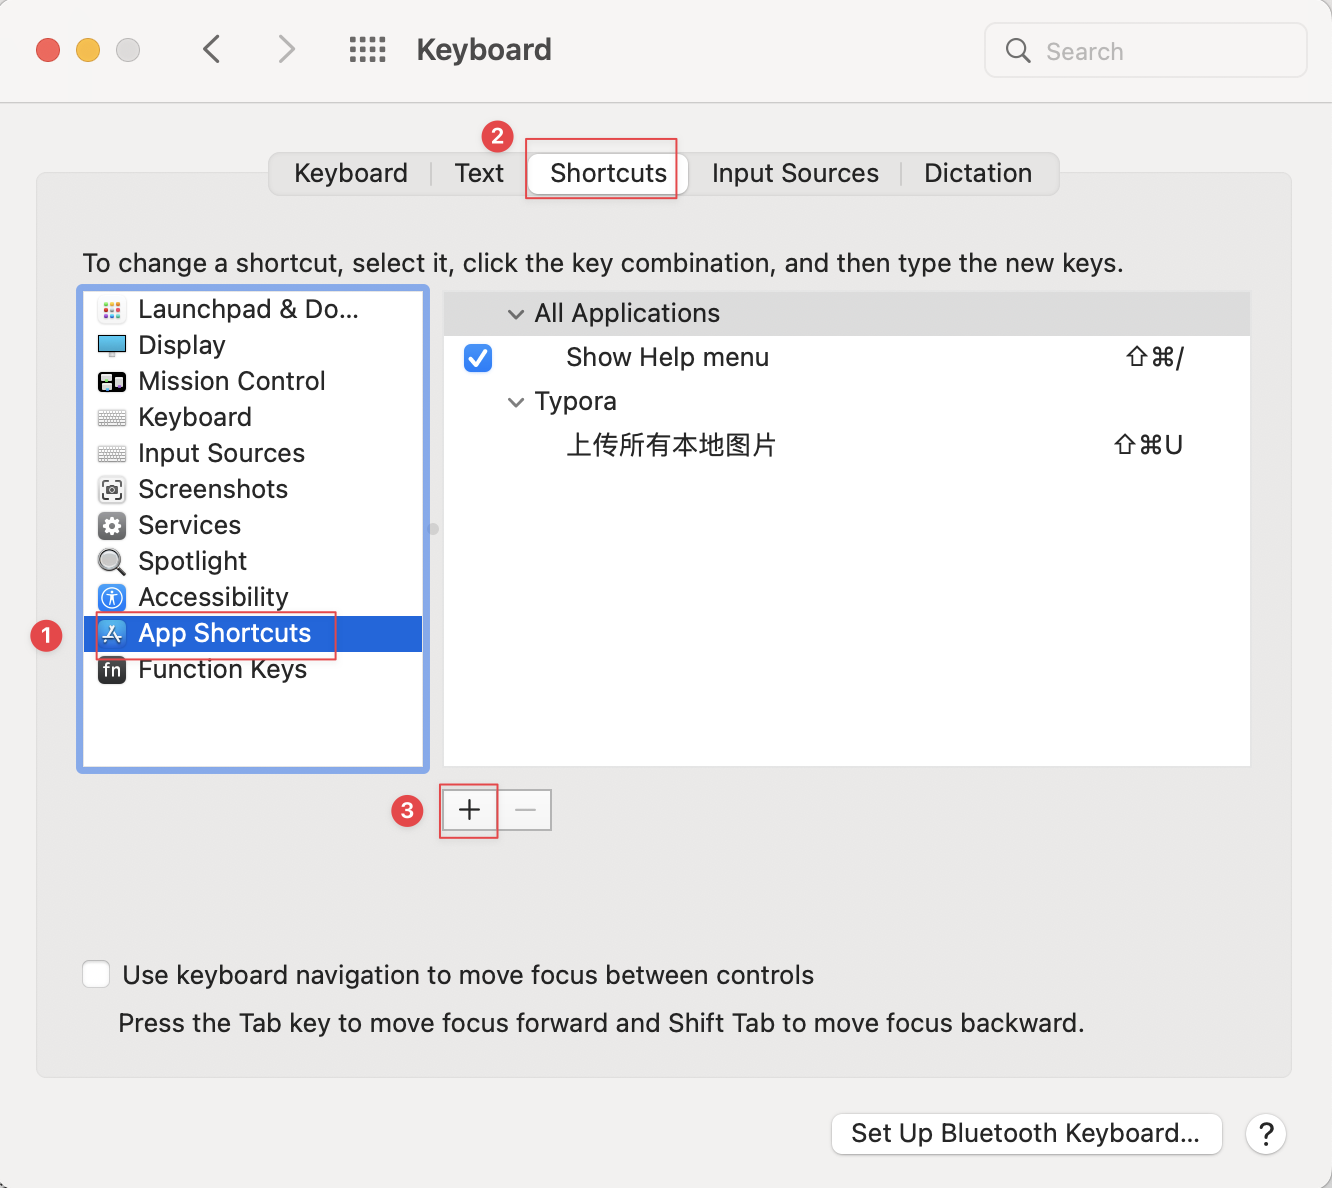 Keyboard
Search
2
Keyboard
Text
Shortcuts
Input Sources
Dictation
To change a shortcut, select it, click the key combination, and then type the new keys.
Launchpad & Do...
Display
Mission Control
Keyboard
Input Sources
Screenshots
Services
Spotlight
Accessibility
1
App Shortcuts
fn Function Keys
All Applications
Show Help menu ⇧⌘/
Typora
上传所有本地图片 ⇧⌘U
3
+ −
Use keyboard navigation to move focus between controls
Press the Tab key to move focus forward and Shift Tab to move focus backward.
Set Up Bluetooth Keyboard...
?